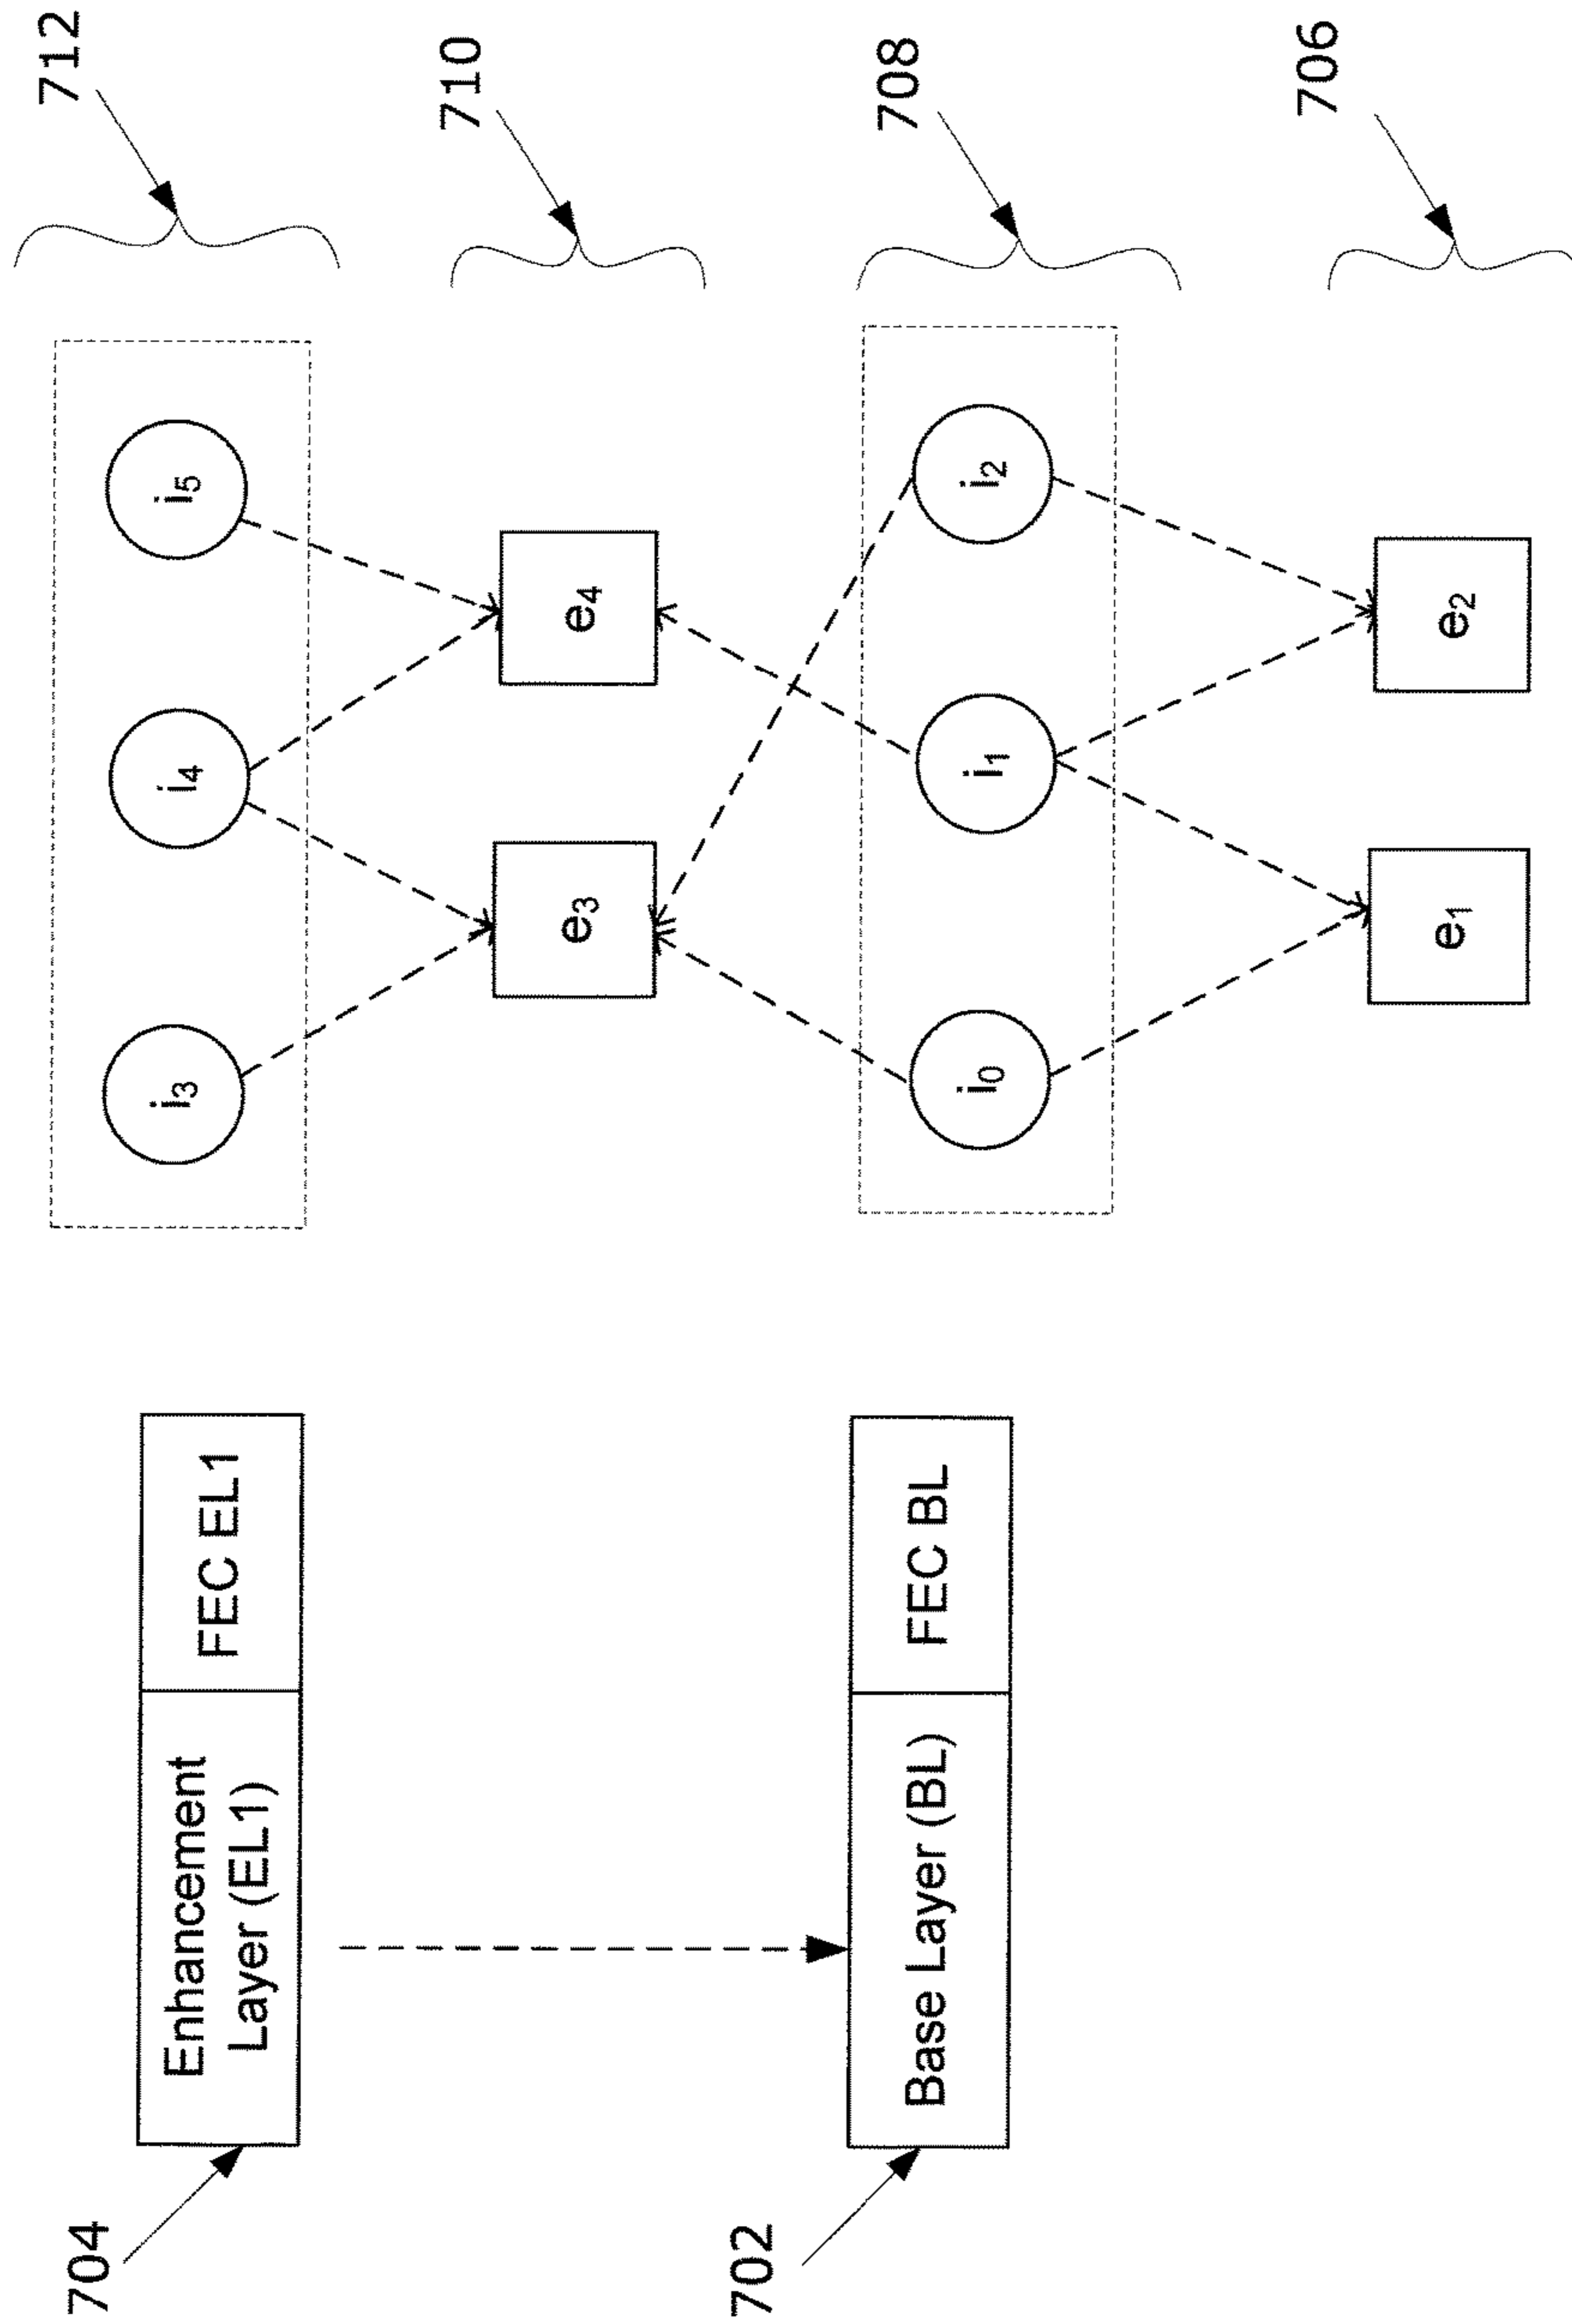 704
Enhancement
Layer (EL1)
FEC EL1
i3
i4
i5
712
e3
e4
710
702
Base Layer (BL)
FEC BL
i0
i1
i2
708
e1
e2
706